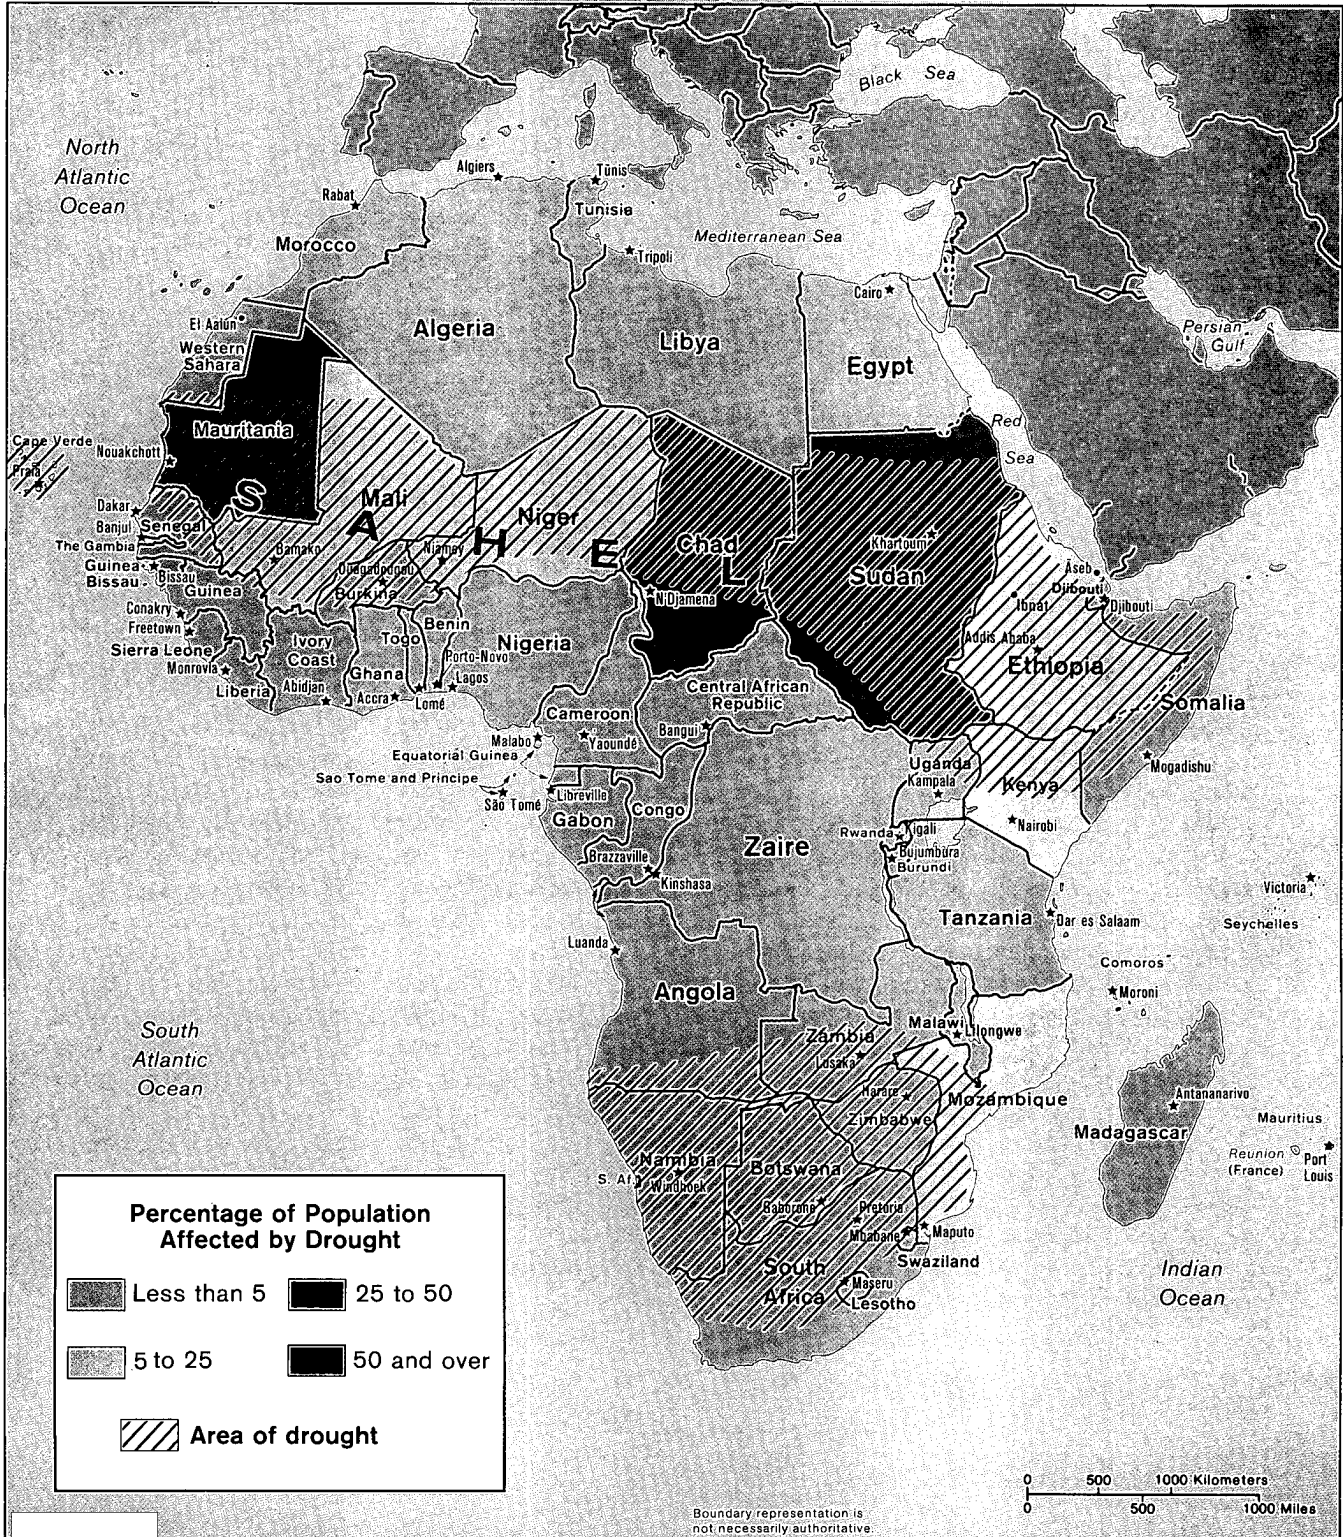 Black Sea
North
Atlantic
Ocean
Algiers
Tunis
Rabat
Tunisia
Morocco
Mediterranean Sea
Tripoli
Cairo
El Aaiun
Algeria
Libya
Persian
Gulf
Western
Sahara
Egypt
Mauritania
Red
Sea
Cape Verde
Praia
Nouakchott
S A H E L
Mali
Niger
Chad
Khartoum
Sudan
Dakar
Banjul
Senegal
The Gambia
Bamako
Niamey
Ouagadougou
Burkina
Guinea
Bissau
Bissau
Guinea
N'Djamena
Aseb
Djibouti
Djibouti
Ibnat
Conakry
Freetown
Sierra Leone
Monrovia
Liberia
Ivory
Coast
Abidjan
Togo
Benin
Ghana
Accra
Lomé
Porto-Novo
Lagos
Nigeria
Addis Ababa
Ethiopia
Somalia
Central African
Republic
Cameroon
Bangui
Malabo
Yaoundé
Equatorial Guinea
Sao Tome and Principe
São Tomé
Libreville
Gabon
Congo
Uganda
Kampala
Kenya
Mogadishu
Nairobi
Rwanda
Kigali
Bujumbura
Burundi
Zaire
Brazzaville
Kinshasa
Victoria
Seychelles
Tanzania
Dar es Salaam
Luanda
Comoros
Moroni
Angola
South
Atlantic
Ocean
Zambia
Lusaka
Malawi
Lilongwe
Harare
Zimbabwe
Mozambique
Antananarivo
Madagascar
Mauritius
Reunion
(France)
Port
Louis
Namibia
Windhoek
S. Af.
Botswana
Gaborone
Pretoria
Mbabane
Maputo
Swaziland
South
Africa
Maseru
Lesotho
Indian
Ocean
Percentage of Population
Affected by Drought
Less than 5
25 to 50
5 to 25
50 and over
Area of drought
0 500 1000 Kilometers
0 500 1000 Miles
Boundary representation is
not necessarily authoritative.